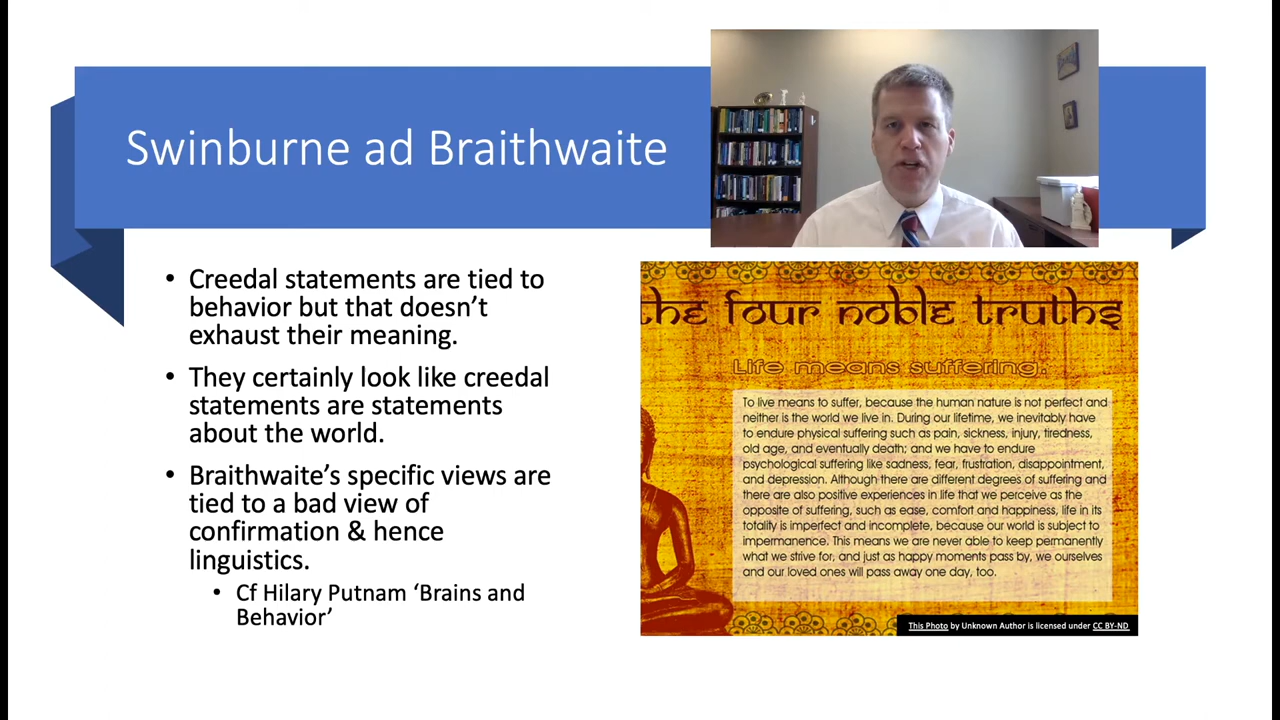 Swinburne ad Braithwaite
• Creedal statements are tied to
behavior but that doesn’t
exhaust their meaning.
• They certainly look like creedal
statements are statements
about the world.
• Braithwaite’s specific views are
tied to a bad view of
confirmation & hence
linguistics.
• Cf Hilary Putnam ‘Brains and
Behavior’
the four noble truths
Life means suffering.
To live means to suffer, because the human nature is not perfect and
neither is the world we live in. During our lifetime, we inevitably have
to endure physical suffering such as pain, sickness, injury, tiredness,
old age, and eventually death; and we have to endure
psychological suffering like sadness, fear, frustration, disappointment,
and depression. Although there are different degrees of suffering and
there are also positive experiences in life that we perceive as the
opposite of suffering, such as ease, comfort and happiness, life in its
totality is imperfect and incomplete, because our world is subject to
impermanence. This means we are never able to keep permanently
what we strive for, and just as happy moments pass by, we ourselves
and our loved ones will pass away one day, too.
This Photo by Unknown Author is licensed under CC BY-ND